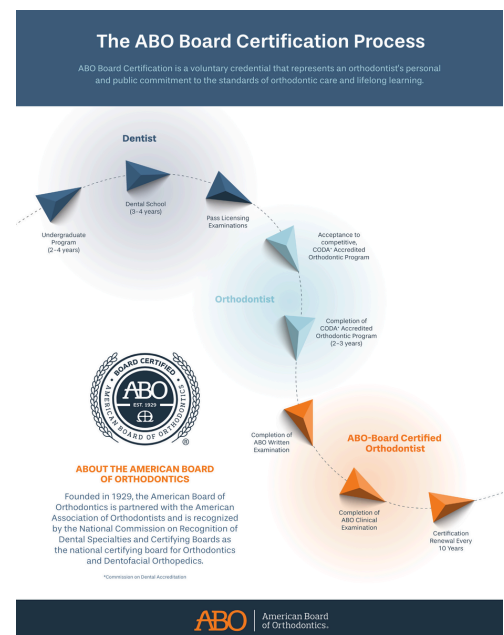 The ABO Board Certification Process
ABO Board Certification is a voluntary credential that represents an orthodontist's personal
and public commitment to the standards of orthodontic care and lifelong learning.
Dentist
Undergraduate
Program
(2–4 years)
Dental School
(3–4 years)
Pass Licensing
Examinations
Acceptance to
competitive,
CODA* Accredited
Orthodontic Program
Orthodontist
Completion of
CODA* Accredited
Orthodontic Program
(2–3 years)
BOARD CERTIFIED
ABO
EST. 1929
AMERICAN BOARD OF ORTHODONTICS
®
Completion of
ABO Written
Examination
ABO-Board Certified
Orthodontist
Completion of
ABO Clinical
Examination
Certification
Renewal Every
10 Years
ABOUT THE AMERICAN BOARD
OF ORTHODONTICS
Founded in 1929, the American Board of
Orthodontics is partnered with the American
Association of Orthodontists and is recognized
by the National Commission on Recognition of
Dental Specialties and Certifying Boards as
the national certifying board for Orthodontics
and Dentofacial Orthopedics.
*Commission on Dental Accreditation
ABO
American Board
of Orthodontics.